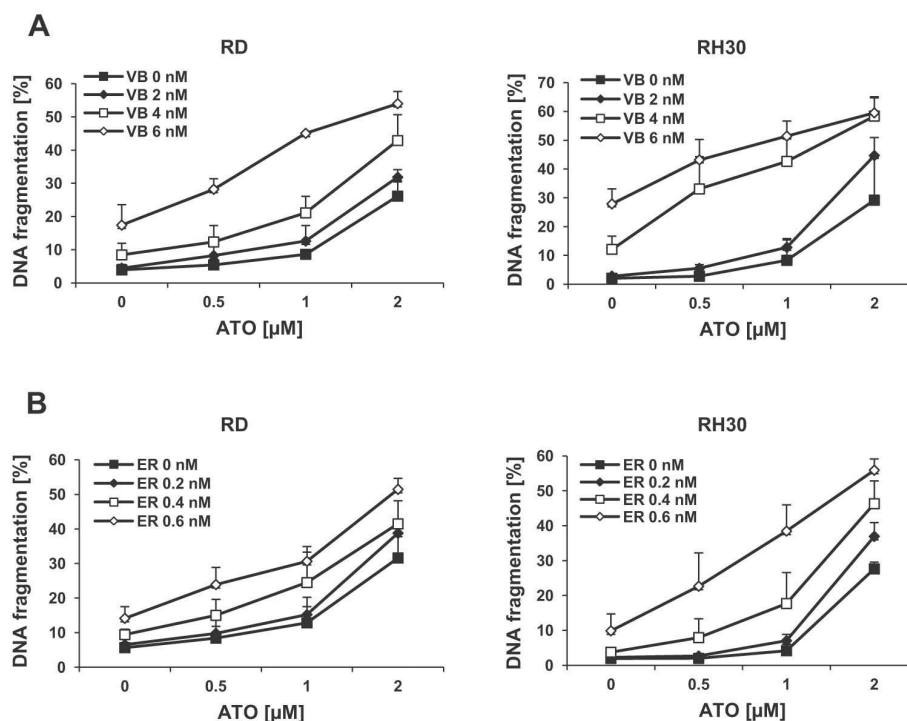 A
RD
VB 0 nM
VB 2 nM
VB 4 nM
VB 6 nM
DNA fragmentation [%]
60
50
40
30
20
10
0
0 0.5 1 2
ATO [µM]
RH30
VB 0 nM
VB 2 nM
VB 4 nM
VB 6 nM
DNA fragmentation [%]
70
60
50
40
30
20
10
0
0 0.5 1 2
ATO [µM]
B
RD
ER 0 nM
ER 0.2 nM
ER 0.4 nM
ER 0.6 nM
DNA fragmentation [%]
60
50
40
30
20
10
0
0 0.5 1 2
ATO [µM]
RH30
ER 0 nM
ER 0.2 nM
ER 0.4 nM
ER 0.6 nM
DNA fragmentation [%]
60
50
40
30
20
10
0
0 0.5 1 2
ATO [µM]